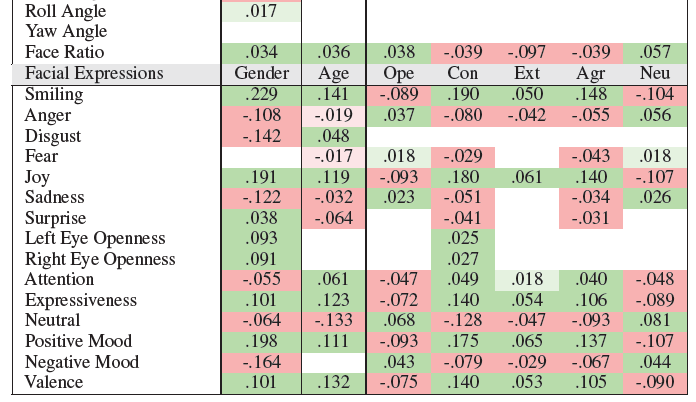 Roll Angle .017
Yaw Angle
Face Ratio .034 .036 .038 -.039 -.097 -.039 .057
Facial Expressions Gender Age Ope Con Ext Agr Neu
Smiling .229 .141 -.089 .190 .050 .148 -.104
Anger -.108 -.019 .037 -.080 -.042 -.055 .056
Disgust -.142 .048
Fear -.017 .018 -.029 -.043 .018
Joy .191 .119 -.093 .180 .061 .140 -.107
Sadness -.122 -.032 .023 -.051 -.034 .026
Surprise .038 -.064 -.041 -.031
Left Eye Openness .093 .025
Right Eye Openness .091 .027
Attention -.055 .061 -.047 .049 .018 .040 -.048
Expressiveness .101 .123 -.072 .140 .054 .106 -.089
Neutral -.064 -.133 .068 -.128 -.047 -.093 .081
Positive Mood .198 .111 -.093 .175 .065 .137 -.107
Negative Mood -.164 .043 -.079 -.029 -.067 .044
Valence .101 .132 -.075 .140 .053 .105 -.090